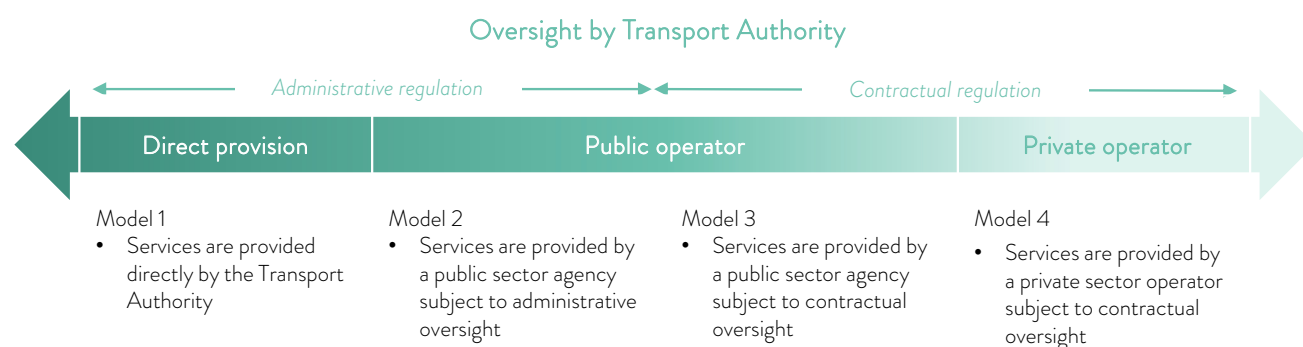 Oversight by Transport Authority
Administrative regulation
Contractual regulation
Direct provision
Public operator
Private operator
Model 1
• Services are provided
directly by the Transport
Authority
Model 2
• Services are provided by
a public sector agency
subject to administrative
oversight
Model 3
• Services are provided by
a public sector agency
subject to contractual
oversight
Model 4
• Services are provided by
a private sector operator
subject to contractual
oversight